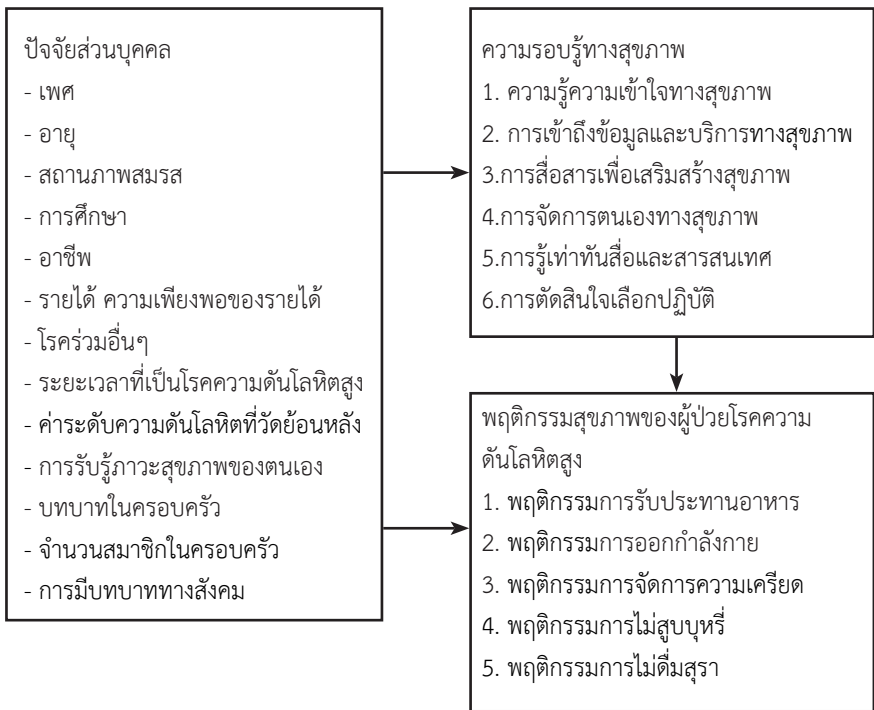 ปัจจัยส่วนบุคคล
- เพศ
- อายุ
- สถานภาพสมรส
- การศึกษา
- อาชีพ
- รายได้ ความเพียงพอของรายได้
- โรคร่วมอื่นๆ
- ระยะเวลาที่เป็นโรคความดันโลหิตสูง
- ค่าระดับความดันโลหิตที่วัดย้อนหลัง
- การรับรู้ภาวะสุขภาพของตนเอง
- บทบาทในครอบครัว
- จำนวนสมาชิกในครอบครัว
- การมีบทบาททางสังคม
ความรอบรู้ทางสุขภาพ
1. ความรู้ความเข้าใจทางสุขภาพ
2. การเข้าถึงข้อมูลและบริการทางสุขภาพ
3.การสื่อสารเพื่อเสริมสร้างสุขภาพ
4.การจัดการตนเองทางสุขภาพ
5.การรู้เท่าทันสื่อและสารสนเทศ
6.การตัดสินใจเลือกปฏิบัติ
พฤติกรรมสุขภาพของผู้ป่วยโรคความ
ดันโลหิตสูง
1. พฤติกรรมการรับประทานอาหาร
2. พฤติกรรมการออกกำลังกาย
3. พฤติกรรมการจัดการความเครียด
4. พฤติกรรมการไม่สูบบุหรี่
5. พฤติกรรมการไม่ดื่มสุรา